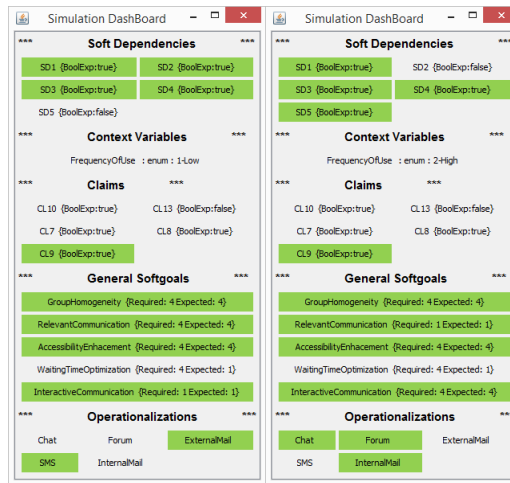 Simulation DashBoard
*** Soft Dependencies ***
SD1 {BoolExp:true} SD2 {BoolExp:true}
SD3 {BoolExp:true} SD4 {BoolExp:true}
SD5 {BoolExp:false}
*** Context Variables ***
FrequencyOfUse : enum : 1-Low
*** Claims ***
CL10 {BoolExp:true} CL13 {BoolExp:false}
CL7 {BoolExp:true} CL8 {BoolExp:true}
CL9 {BoolExp:true}
*** General Softgoals ***
GroupHomogeneity {Required: 4 Expected: 4}
RelevantCommunication {Required: 4 Expected: 4}
AccessibilityEnhacement {Required: 4 Expected: 4}
WaitingTimeOptimization {Required: 4 Expected: 1}
InteractiveCommunication {Required: 1 Expected: 1}
*** Operationalizations ***
Chat Forum ExternalMail
SMS InternalMail
Simulation DashBoard
*** Soft Dependencies ***
SD1 {BoolExp:true} SD2 {BoolExp:false}
SD3 {BoolExp:true} SD4 {BoolExp:true}
SD5 {BoolExp:true}
*** Context Variables ***
FrequencyOfUse : enum : 2-High
*** Claims ***
CL10 {BoolExp:true} CL13 {BoolExp:false}
CL7 {BoolExp:true} CL8 {BoolExp:true}
CL9 {BoolExp:true}
*** General Softgoals ***
GroupHomogeneity {Required: 4 Expected: 4}
RelevantCommunication {Required: 1 Expected: 1}
AccessibilityEnhacement {Required: 4 Expected: 4}
WaitingTimeOptimization {Required: 4 Expected: 1}
InteractiveCommunication {Required: 4 Expected: 4}
*** Operationalizations ***
Chat Forum ExternalMail
SMS InternalMail